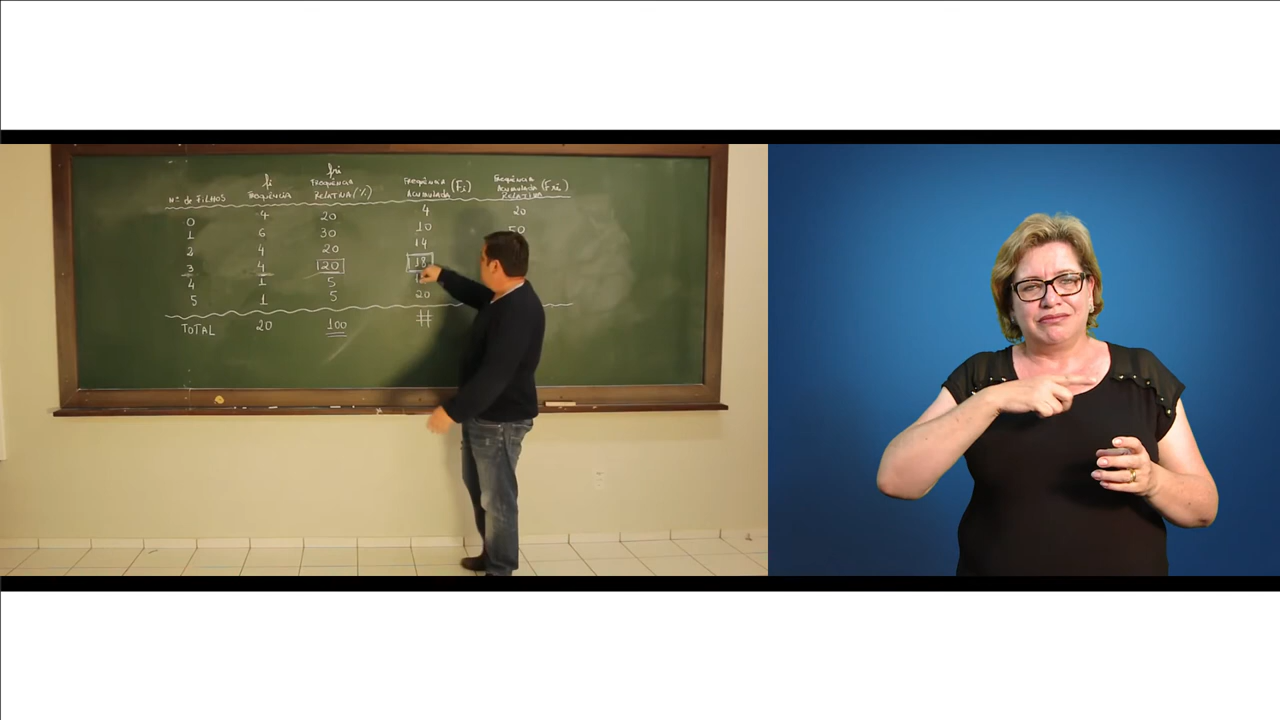 fi fri
Nº de FILHOS FREQUÊNCIA FREQUÊNCIA RELATIVA (%) FREQUÊNCIA ACUMULADA (Fi) FREQUÊNCIA ACUMULADA RELATIVA (Fri)
0 4 20 4 20
1 6 30 10 50
2 4 20 14
3 4 20 18
4 1 5
5 1 5 20
TOTAL 20 100 #